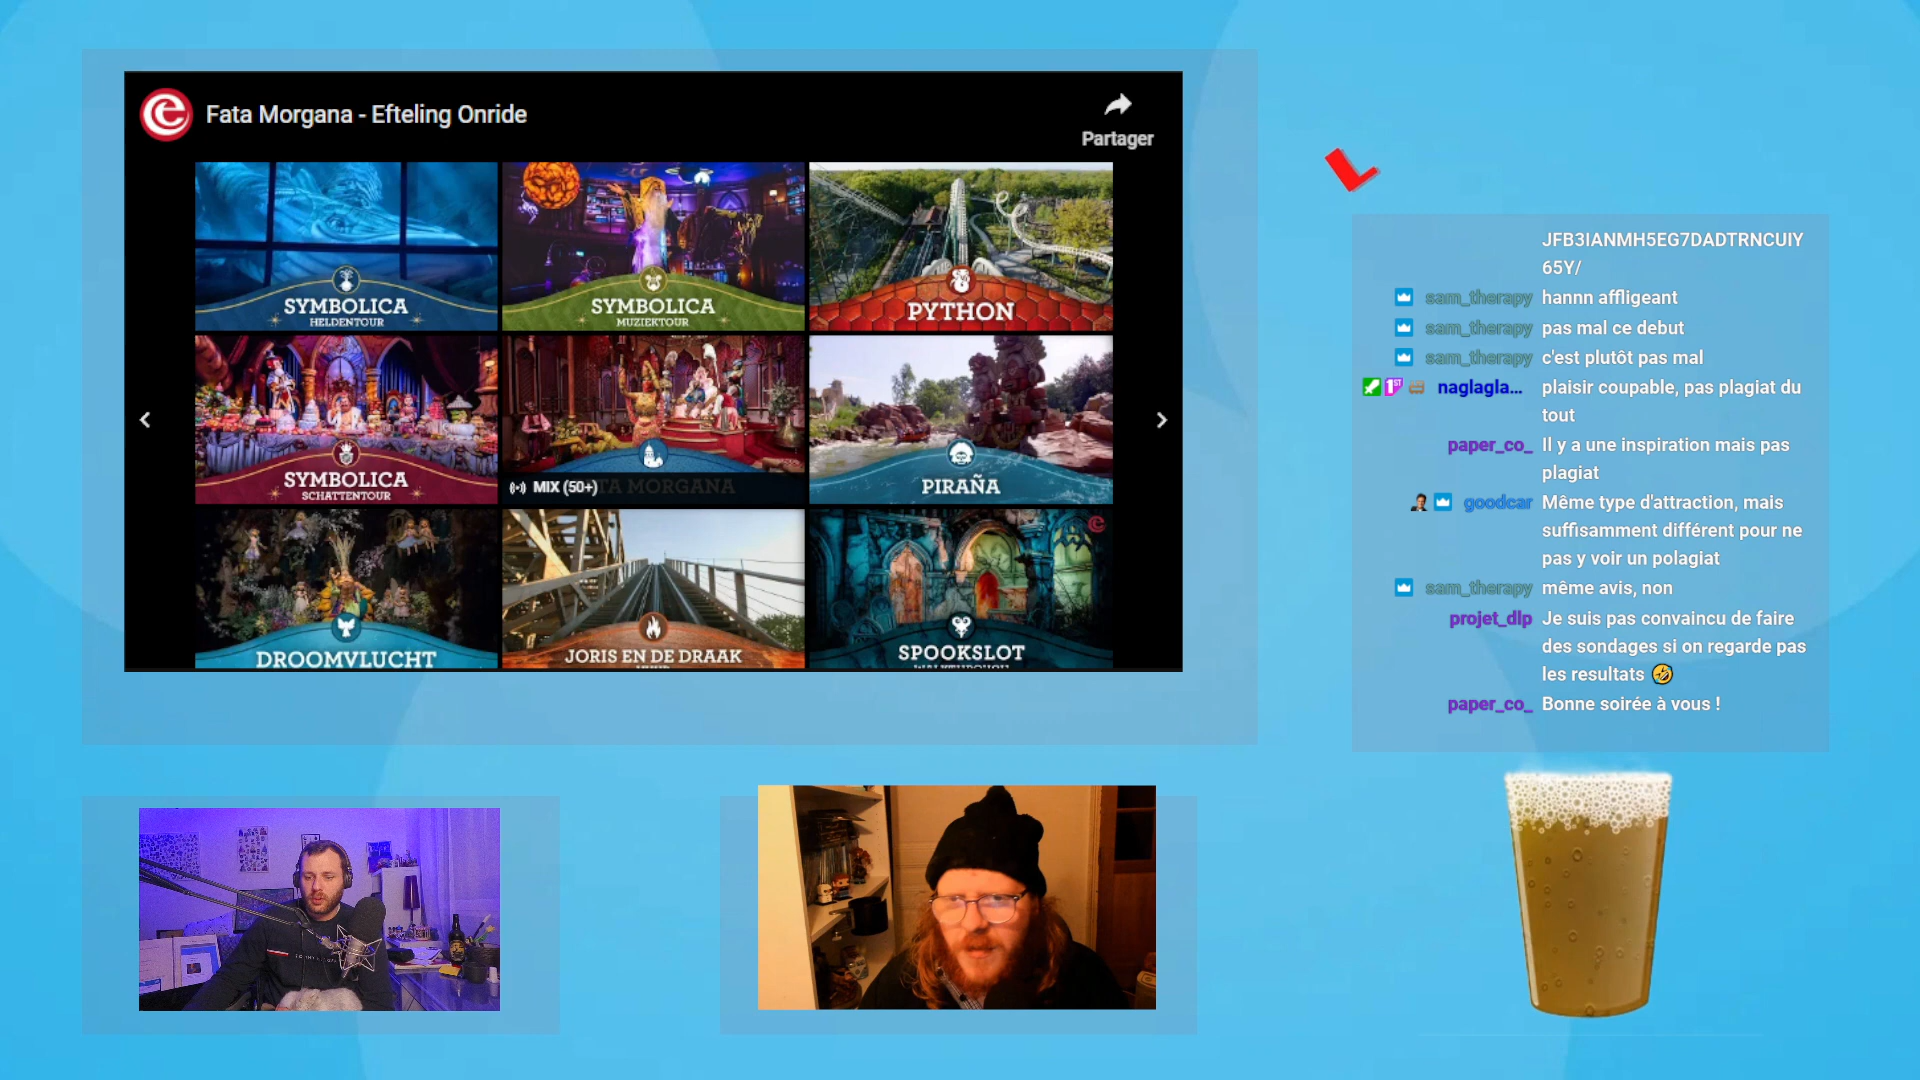 Fata Morgana - Efteling Onride
Partager
SYMBOLICA
HELDENTOUR
SYMBOLICA
MUZIEKTOUR
PYTHON
SYMBOLICA
SCHATTENTOUR
MIX (50+)
TA MORGANA
PIRAÑA
DROOMVLUCHT
JORIS EN DE DRAAK
SPOOKSLOT
WALKTHROUGH
JFB3IANMH5EG7DADTRNCUIY
65Y/
sam_therapy hannn affligeant
sam_therapy pas mal ce debut
sam_therapy c'est plutôt pas mal
1ST naglagla... plaisir coupable, pas plagiat du
tout
paper_co_ Il y a une inspiration mais pas
plagiat
goodcar Même type d'attraction, mais
suffisamment différent pour ne
pas y voir un polagiat
sam_therapy même avis, non
projet_dlp Je suis pas convaincu de faire
des sondages si on regarde pas
les resultats 🤣
paper_co_ Bonne soirée à vous !